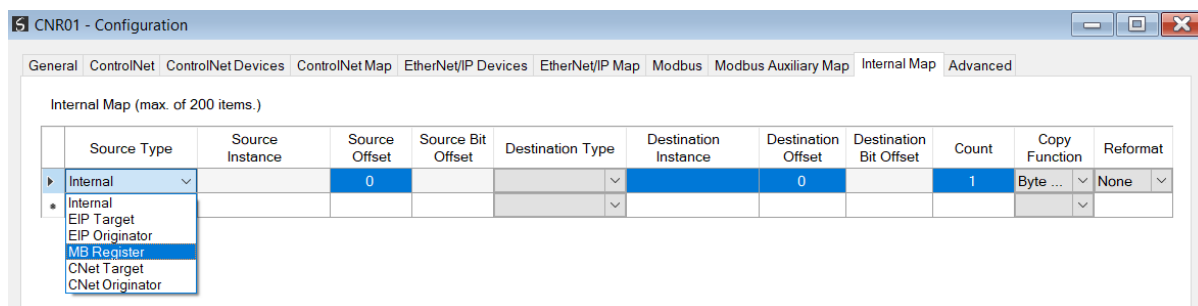 CNR01 - Configuration
General ControlNet ControlNet Devices ControlNet Map EtherNet/IP Devices EtherNet/IP Map Modbus Modbus Auxiliary Map Internal Map Advanced
Internal Map (max. of 200 items.)
Source Type Source Instance Source Offset Source Bit Offset Destination Type Destination Instance Destination Offset Destination Bit Offset Count Copy Function Reformat
Internal 0 0 1 Byte ... None
Internal
EIP Target
EIP Originator
MB Register
CNet Target
CNet Originator